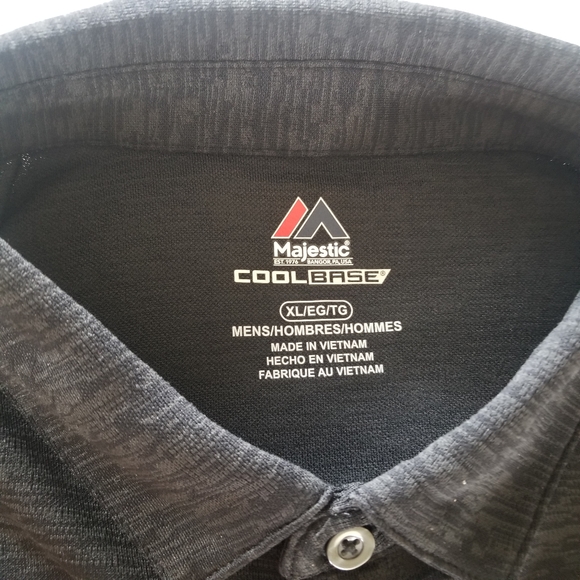 Majestic®
EST. 1976 BANGOR, PA, USA
COOLBASE®
XL/EG/TG
MENS/HOMBRES/HOMMES
MADE IN VIETNAM
HECHO EN VIETNAM
FABRIQUE AU VIETNAM